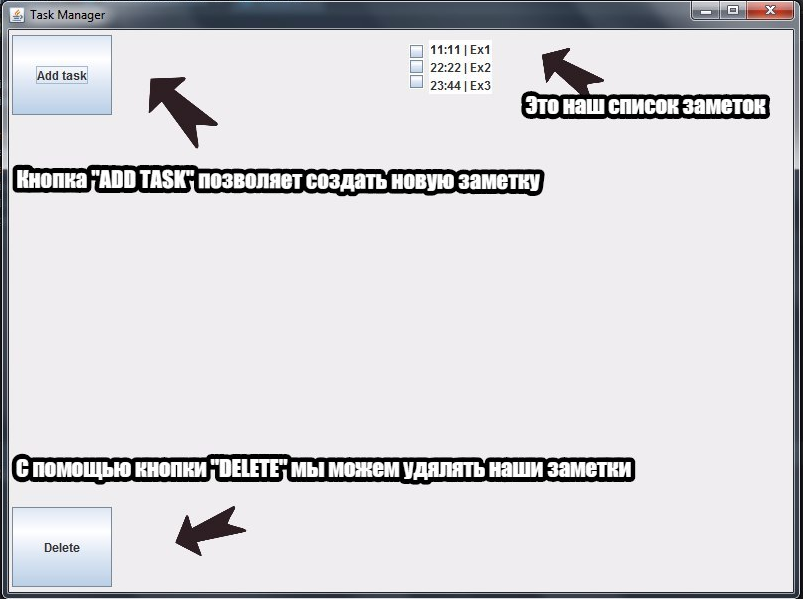 Task Manager
Add task
11:11 | Ex1
22:22 | Ex2
23:44 | Ex3
Это наш список заметок
Кнопка "ADD TASK" позволяет создать новую заметку
С помощью кнопки "DELETE" мы можем удялять наши заметки
Delete